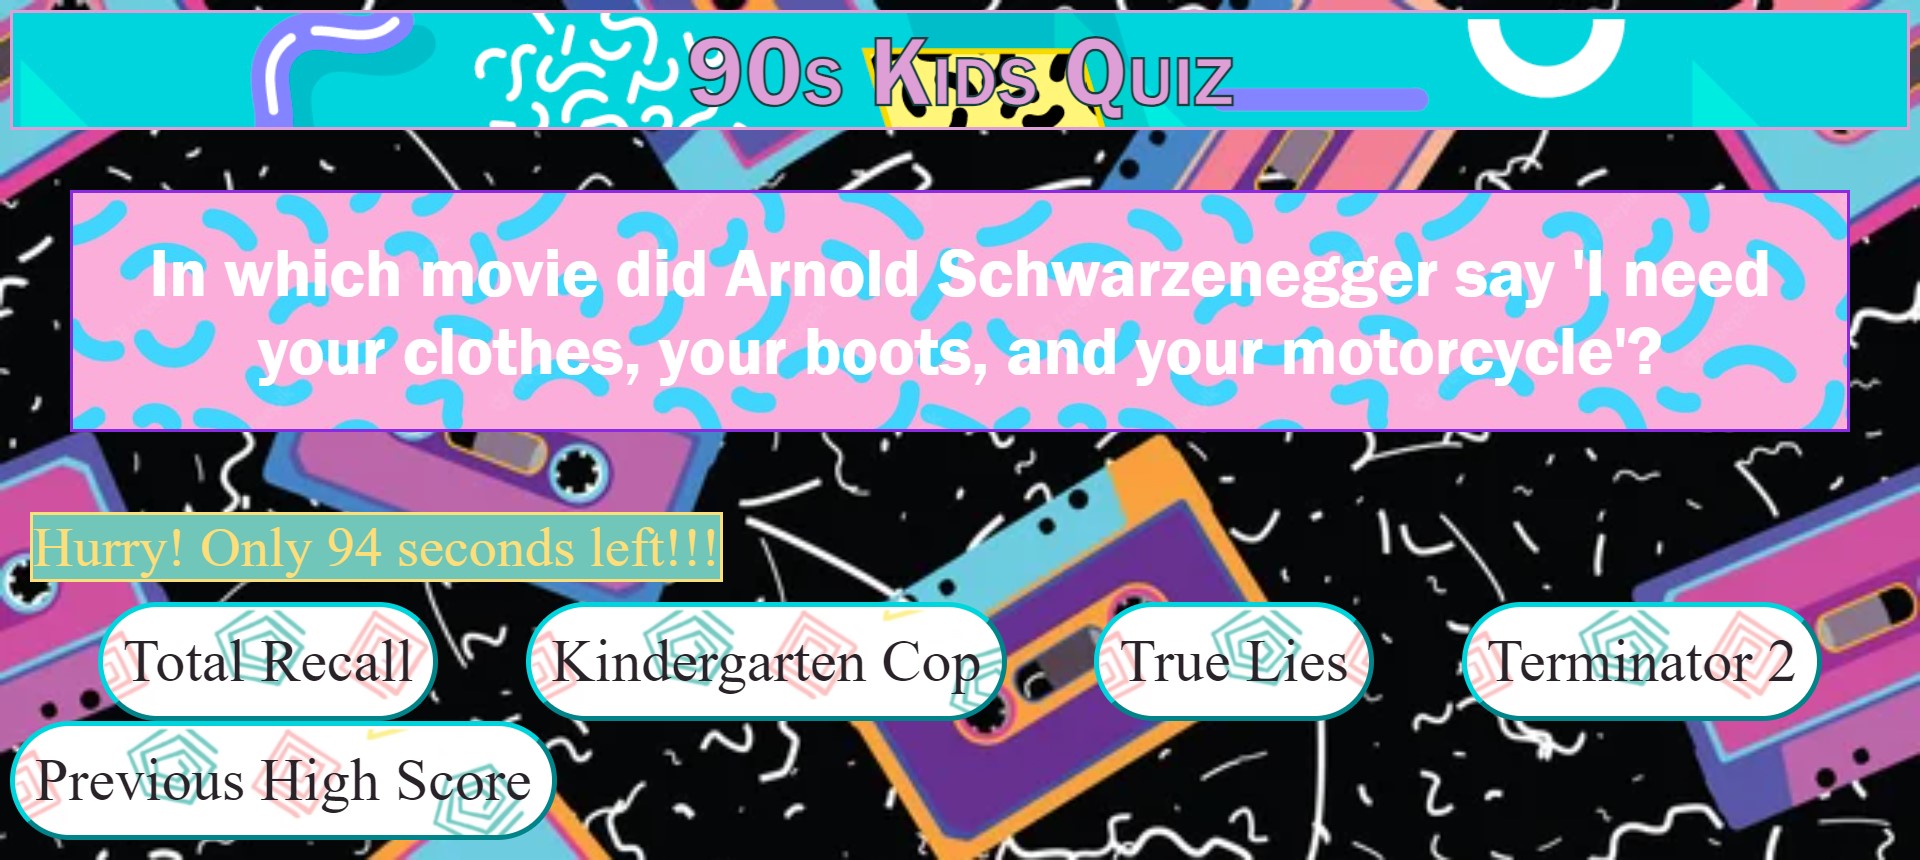 90s Kids Quiz
In which movie did Arnold Schwarzenegger say 'I need
your clothes, your boots, and your motorcycle'?
Hurry! Only 94 seconds left!!!
Total Recall
Kindergarten Cop
True Lies
Terminator 2
Previous High Score